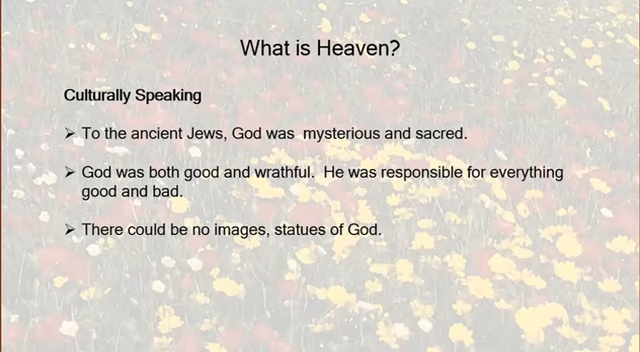 What is Heaven?
Culturally Speaking
➢ To the ancient Jews, God was mysterious and sacred.
➢ God was both good and wrathful. He was responsible for everything
good and bad.
➢ There could be no images, statues of God.